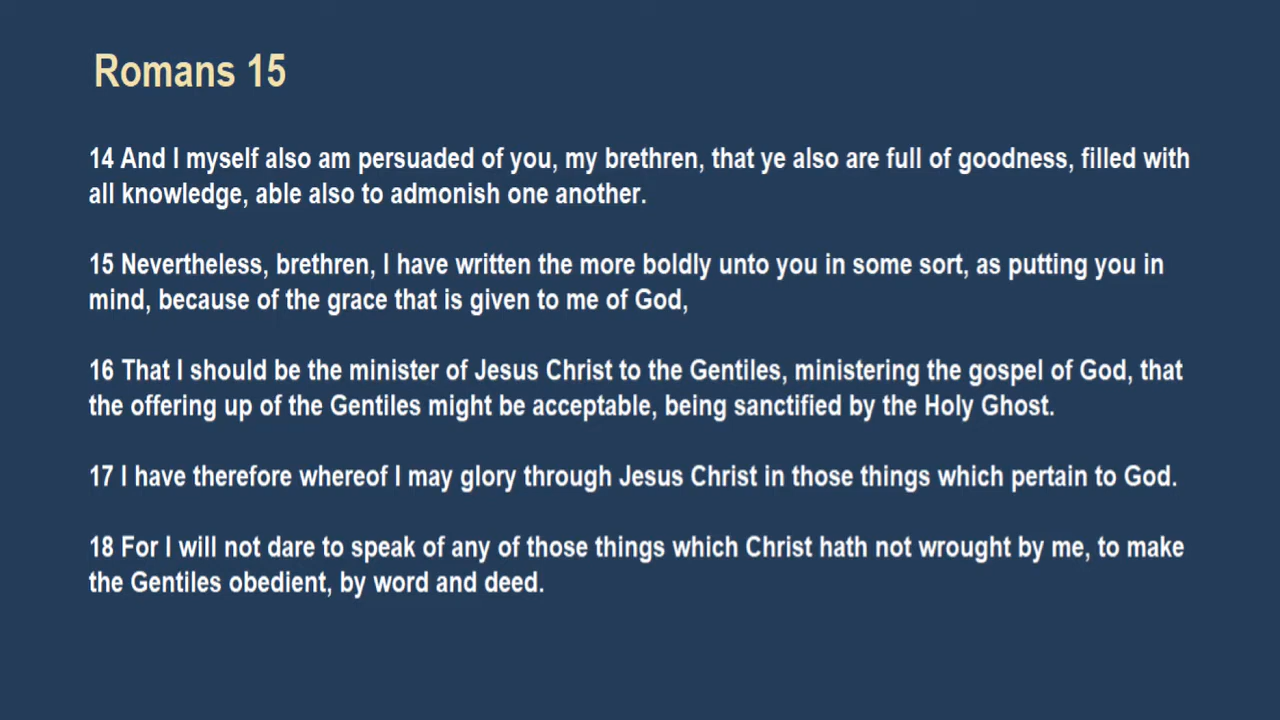 Romans 15
14 And I myself also am persuaded of you, my brethren, that ye also are full of goodness, filled with
all knowledge, able also to admonish one another.
15 Nevertheless, brethren, I have written the more boldly unto you in some sort, as putting you in
mind, because of the grace that is given to me of God,
16 That I should be the minister of Jesus Christ to the Gentiles, ministering the gospel of God, that
the offering up of the Gentiles might be acceptable, being sanctified by the Holy Ghost.
17 I have therefore whereof I may glory through Jesus Christ in those things which pertain to God.
18 For I will not dare to speak of any of those things which Christ hath not wrought by me, to make
the Gentiles obedient, by word and deed.